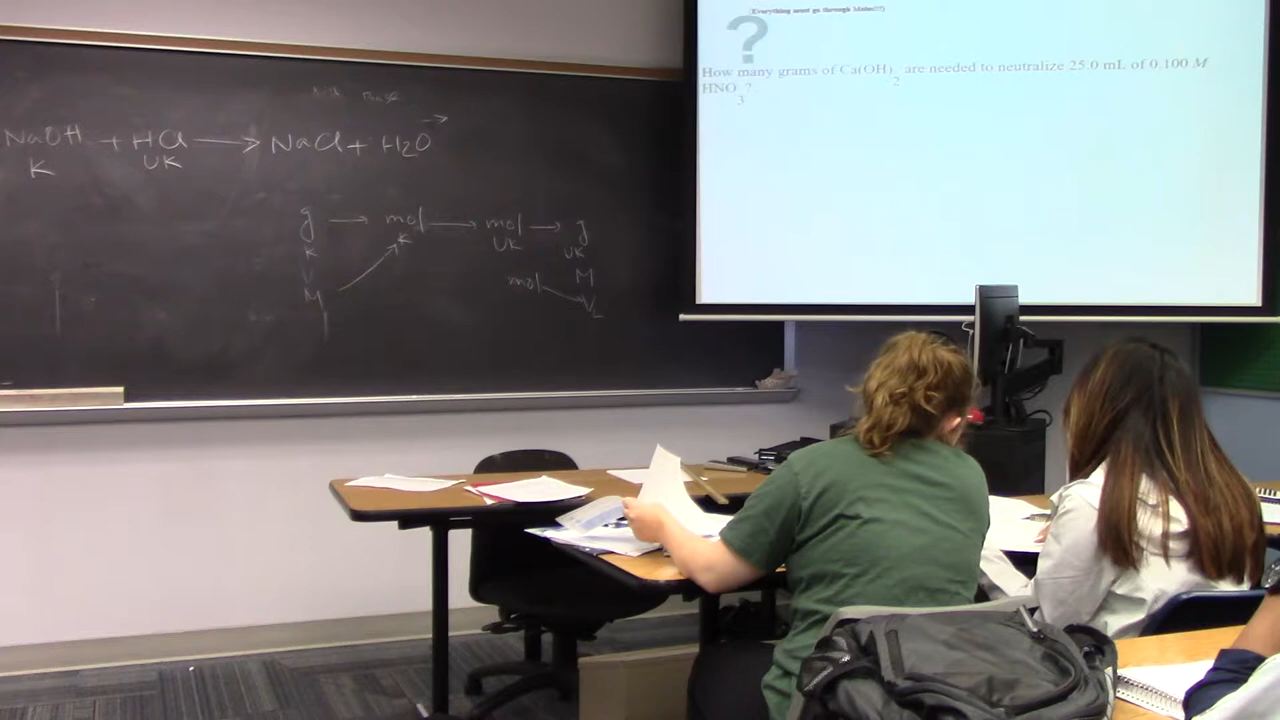 NaOH + HCl → NaCl + H2O →
K UK
g → mol → mol → g
K K UK UK
V mol M
M V
(Everything must go through Moles!!!)
?
How many grams of Ca(OH)2 are needed to neutralize 25.0 mL of 0.100 M
HNO3?